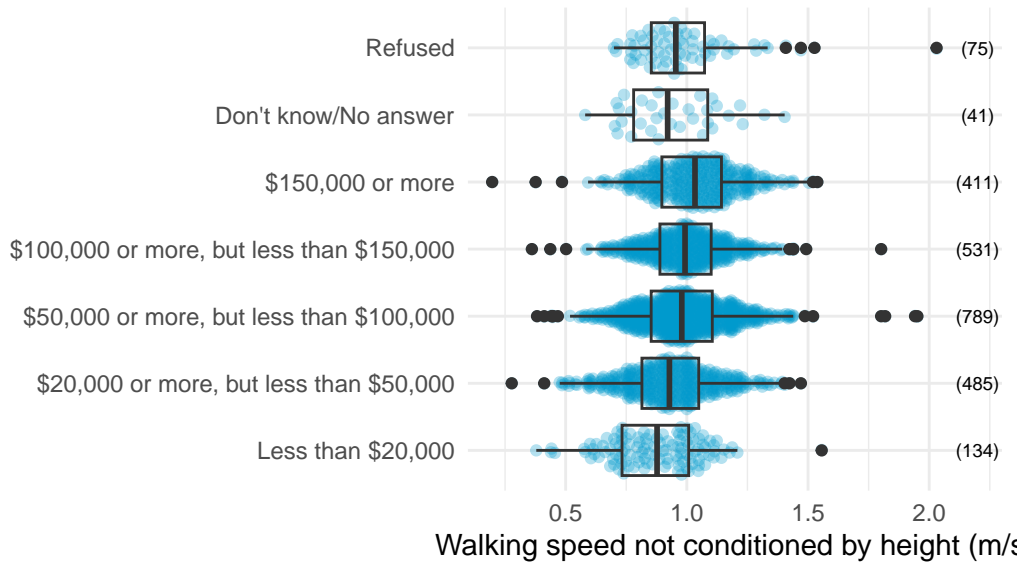 Refused (75)
Don't know/No answer (41)
$150,000 or more (411)
$100,000 or more, but less than $150,000 (531)
$50,000 or more, but less than $100,000 (789)
$20,000 or more, but less than $50,000 (485)
Less than $20,000 (134)
0.5 1.0 1.5 2.0
Walking speed not conditioned by height (m/s